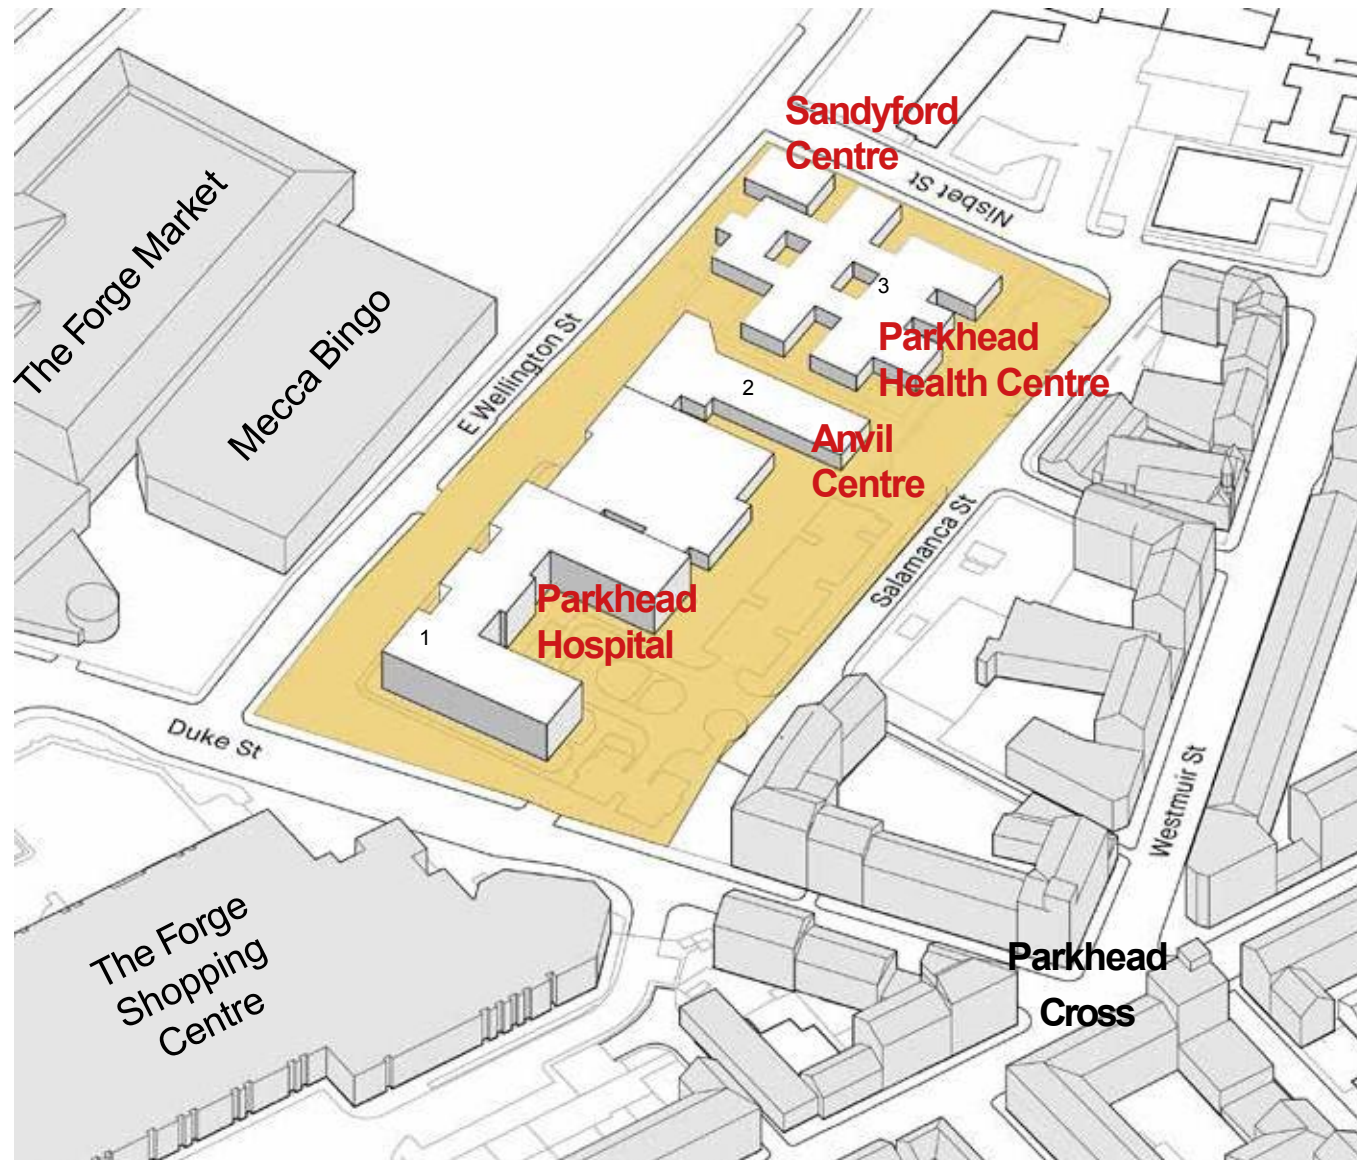 Sandyford
Centre
Nisbet St
The Forge Market
Mecca Bingo
E Wellington St
3
Parkhead
Health Centre
2
Anvil
Centre
Salamanca St
Parkhead
Hospital
1
Duke St
Westmuir St
The Forge
Shopping
Centre
Parkhead
Cross